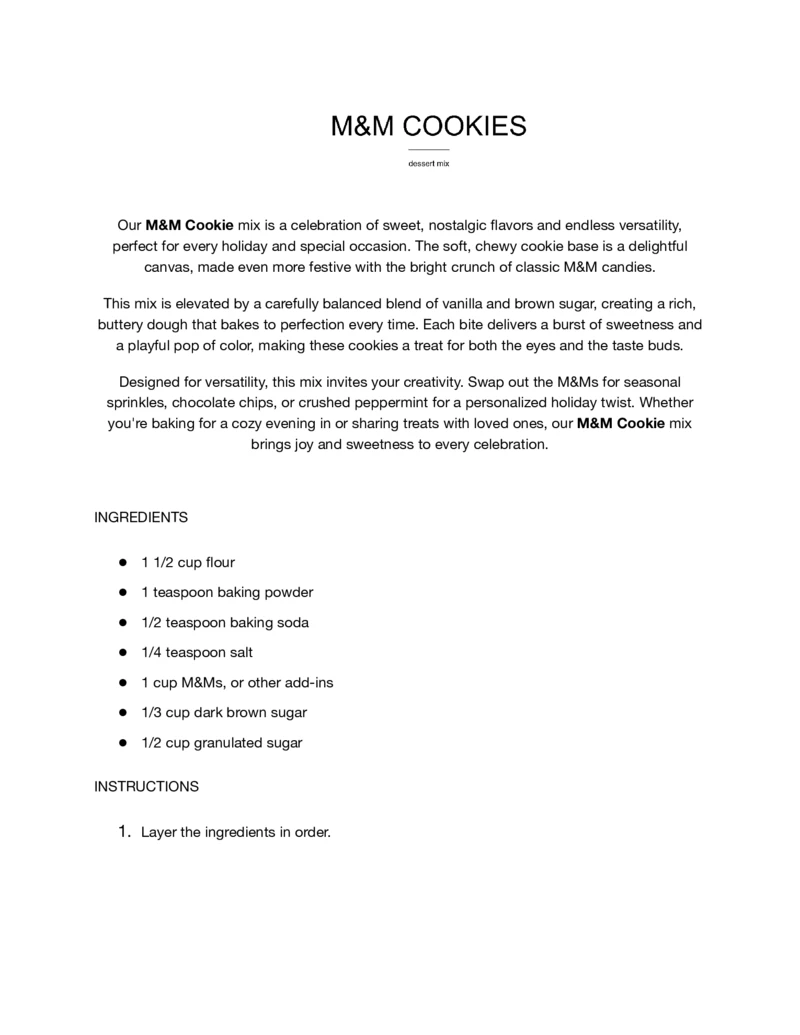 M&M COOKIES
dessert mix
Our M&M Cookie mix is a celebration of sweet, nostalgic flavors and endless versatility,
perfect for every holiday and special occasion. The soft, chewy cookie base is a delightful
canvas, made even more festive with the bright crunch of classic M&M candies.
This mix is elevated by a carefully balanced blend of vanilla and brown sugar, creating a rich,
buttery dough that bakes to perfection every time. Each bite delivers a burst of sweetness and
a playful pop of color, making these cookies a treat for both the eyes and the taste buds.
Designed for versatility, this mix invites your creativity. Swap out the M&Ms for seasonal
sprinkles, chocolate chips, or crushed peppermint for a personalized holiday twist. Whether
you're baking for a cozy evening in or sharing treats with loved ones, our M&M Cookie mix
brings joy and sweetness to every celebration.
INGREDIENTS
● 1 1/2 cup flour
● 1 teaspoon baking powder
● 1/2 teaspoon baking soda
● 1/4 teaspoon salt
● 1 cup M&Ms, or other add-ins
● 1/3 cup dark brown sugar
● 1/2 cup granulated sugar
INSTRUCTIONS
1. Layer the ingredients in order.